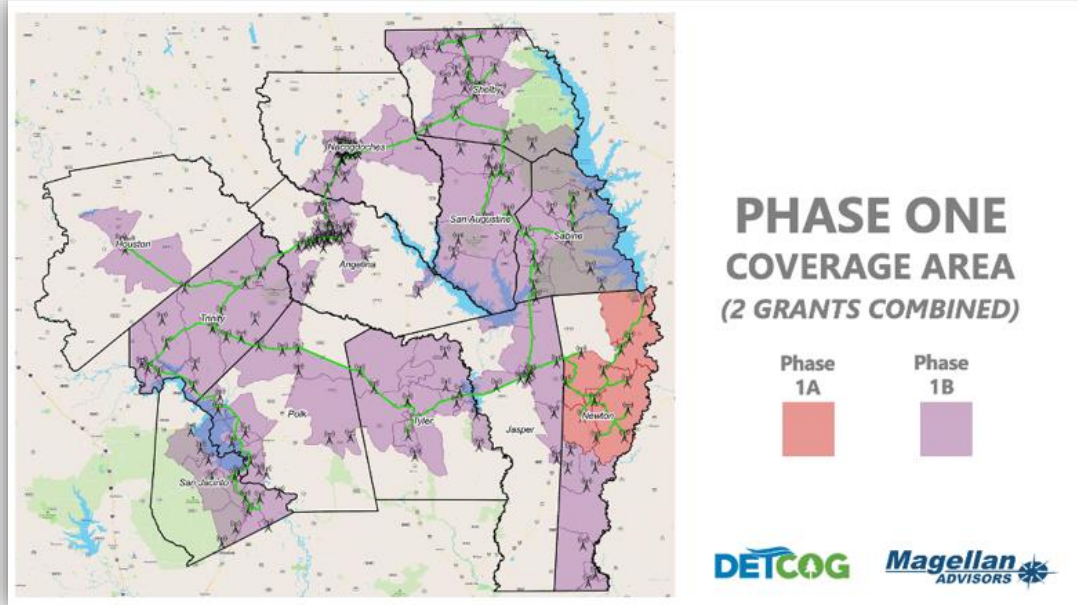 Shelby
Nacogdoches
San Augustine
Sabine
Houston
Angelina
Trinity
Polk
Tyler
Jasper
Newton
San Jacinto
PHASE ONE
COVERAGE AREA
(2 GRANTS COMBINED)
Phase
1A
Phase
1B
DETCOG
Magellan
ADVISORS